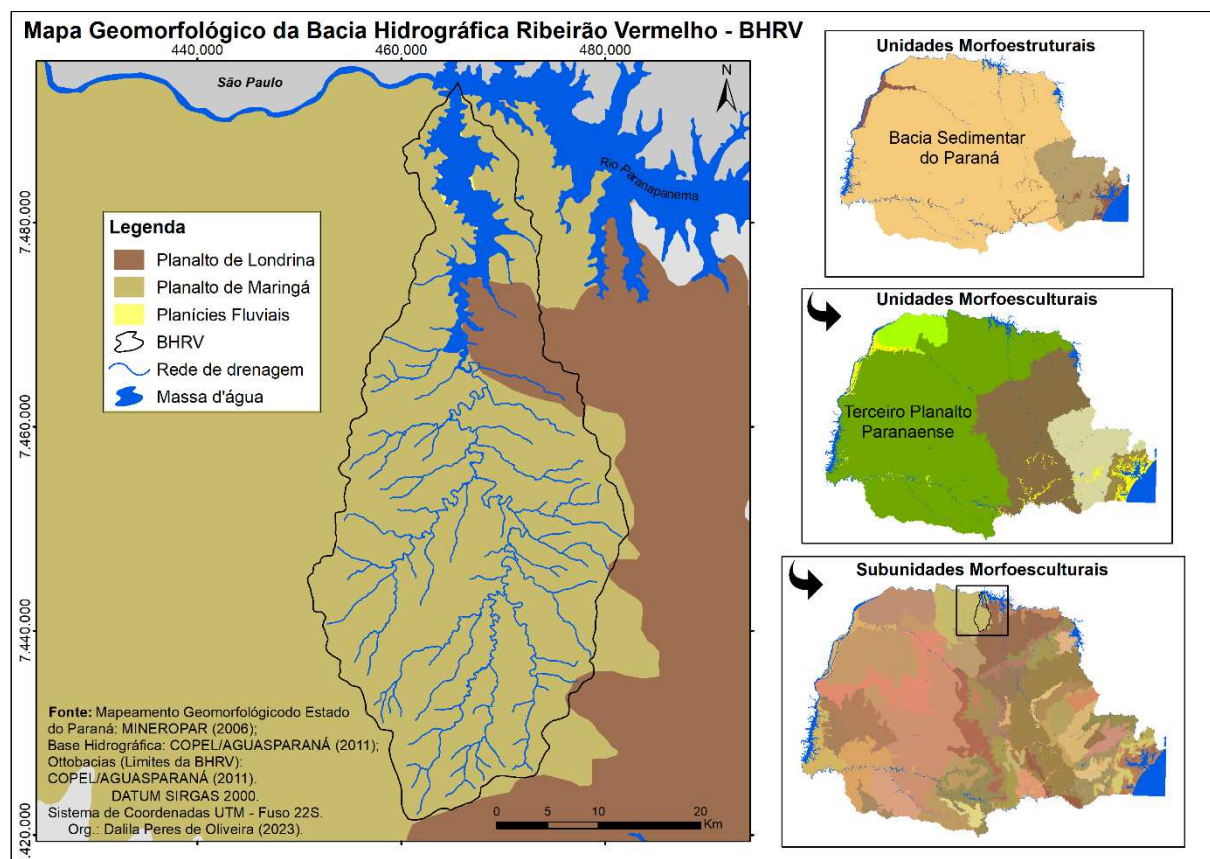 Mapa Geomorfológico da Bacia Hidrográfica Ribeirão Vermelho - BHRV
440.000
460.000
480.000
São Paulo
N
Rio Paranapanema
7.480.000
7.460.000
7.440.000
.420.000
Legenda
Planalto de Londrina
Planalto de Maringá
Planícies Fluviais
BHRV
Rede de drenagem
Massa d'água
Fonte: Mapeamento Geomorfológicodo Estado
do Paraná: MINEROPAR (2006);
Base Hidrográfica: COPEL/AGUASPARANÁ (2011);
Ottobacias (Limites da BHRV):
COPEL/AGUASPARANÁ (2011).
DATUM SIRGAS 2000.
Sistema de Coordenadas UTM - Fuso 22S.
Org.: Dalila Peres de Oliveira (2023).
0 5 10 20
Km
Unidades Morfoestruturais
Bacia Sedimentar
do Paraná
Unidades Morfoesculturais
Terceiro Planalto
Paranaense
Subunidades Morfoesculturais